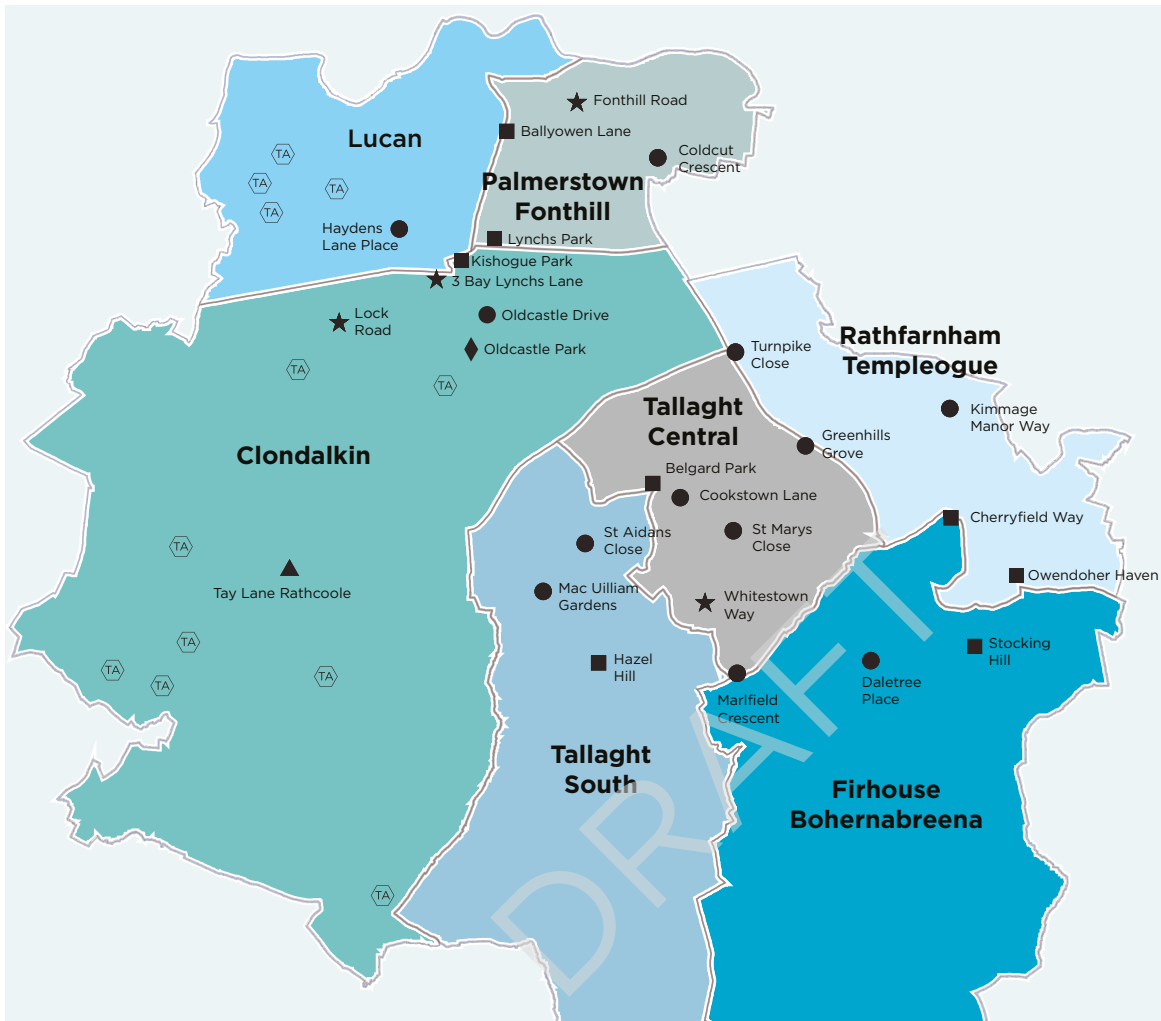 Fonthill Road
Ballyowen Lane
Lucan
TA
Coldcut
Crescent
TA
TA
Palmerstown
Fonthill
TA
Haydens
Lane Place
Lynchs Park
Kishogue Park
3 Bay Lynchs Lane
Lock
Road
Oldcastle Drive
Rathfarnham
Templeogue
Turnpike
Close
Oldcastle Park
TA
TA
Tallaght
Central
Kimmage
Manor Way
Greenhills
Grove
Clondalkin
Belgard Park
Cookstown Lane
Cherryfield Way
St Aidans
Close
St Marys
Close
TA
Tay Lane Rathcoole
Mac Uilliam
Gardens
Whitestown
Way
Owendoher Haven
TA
TA
TA
TA
Hazel
Hill
Stocking
Hill
Daletree
Place
Marlfield
Crescent
Tallaght
South
Firhouse
Bohernabreena
TA
DRAFT